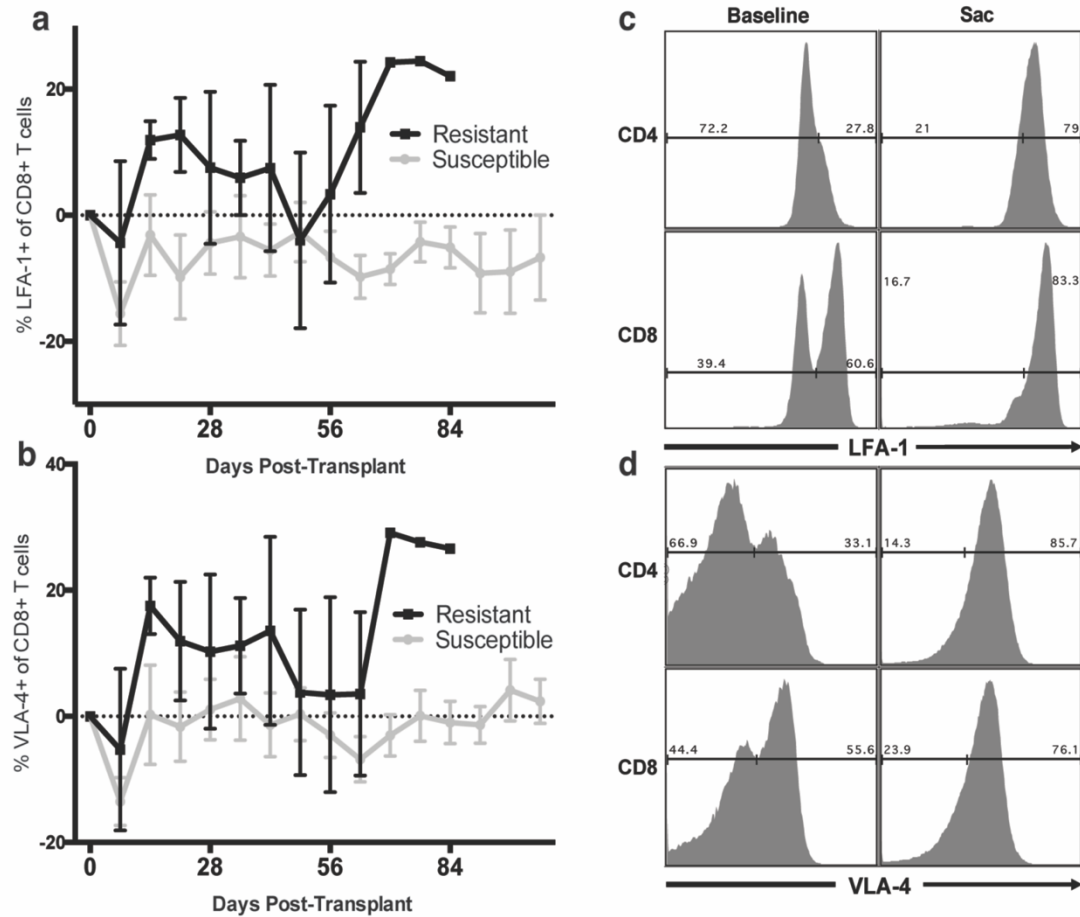 a
% LFA-1+ of CD8+ T cells
20
0
-20
Resistant
Susceptible
0 28 56 84
Days Post-Transplant
b
% VLA-4+ of CD8+ T cells
40
20
0
-20
Resistant
Susceptible
0 28 56 84
Days Post-Transplant
c
Baseline Sac
CD4
72.2 27.8 21 79
CD8
39.4 60.6 16.7 83.3
LFA-1
d
CD4
66.9 33.1 14.3 85.7
CD8
44.4 55.6 23.9 76.1
VLA-4